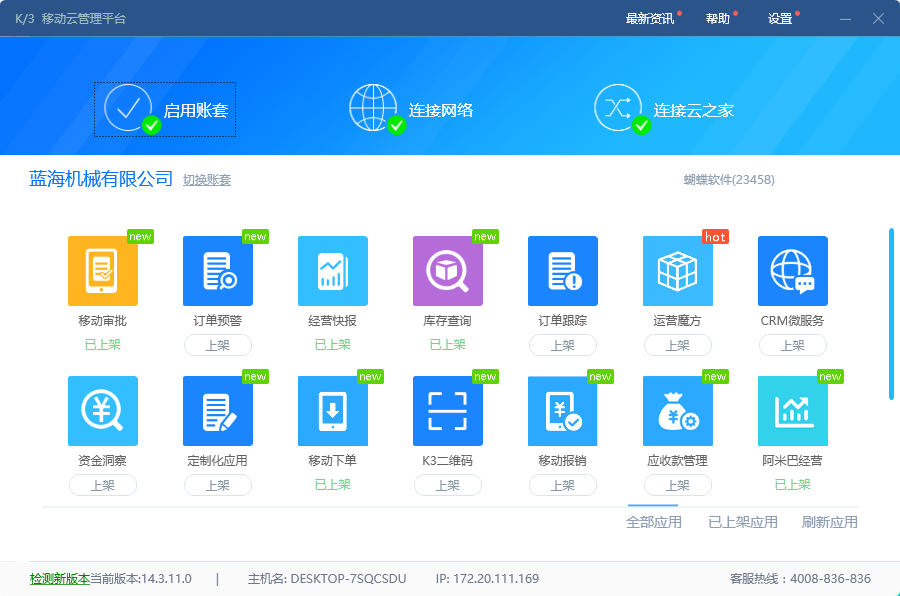 K/3 移动云管理平台 最新资讯 帮助 设置
启用账套 连接网络 连接云之家
蓝海机械有限公司 切换账套 蝴蝶软件(23458)
new new new hot
移动审批 订单预警 经营快报 库存查询 订单跟踪 运营魔方 CRM微服务
已上架 上架 已上架 已上架 上架 上架 上架
new new new new new new
资金洞察 定制化应用 移动下单 K3二维码 移动报销 应收款管理 阿米巴经营
上架 上架 已上架 上架 上架 上架 已上架
全部应用 已上架应用 刷新应用
检测新版本当前版本:14.3.11.0 | 主机名: DESKTOP-7SQCSDU IP: 172.20.111.169 客服热线：4008-836-836